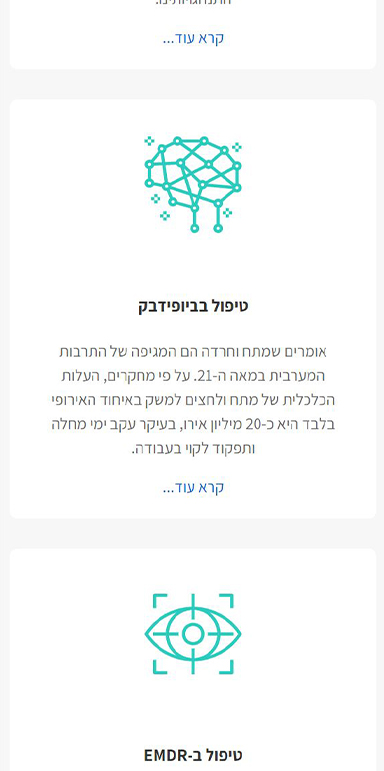 קרא עוד...
טיפול בביופידבק
אומרים שמתח וחרדה הם המגיפה של התרבות
המערבית במאה ה-21. על פי מחקרים, העלות
הכלכלית של מתח ולחצים למשק באיחוד האירופי
בלבד היא כ-20 מיליון אירו, בעיקר עקב ימי מחלה
ותפקוד לקוי בעבודה.
קרא עוד...
טיפול ב-EMDR